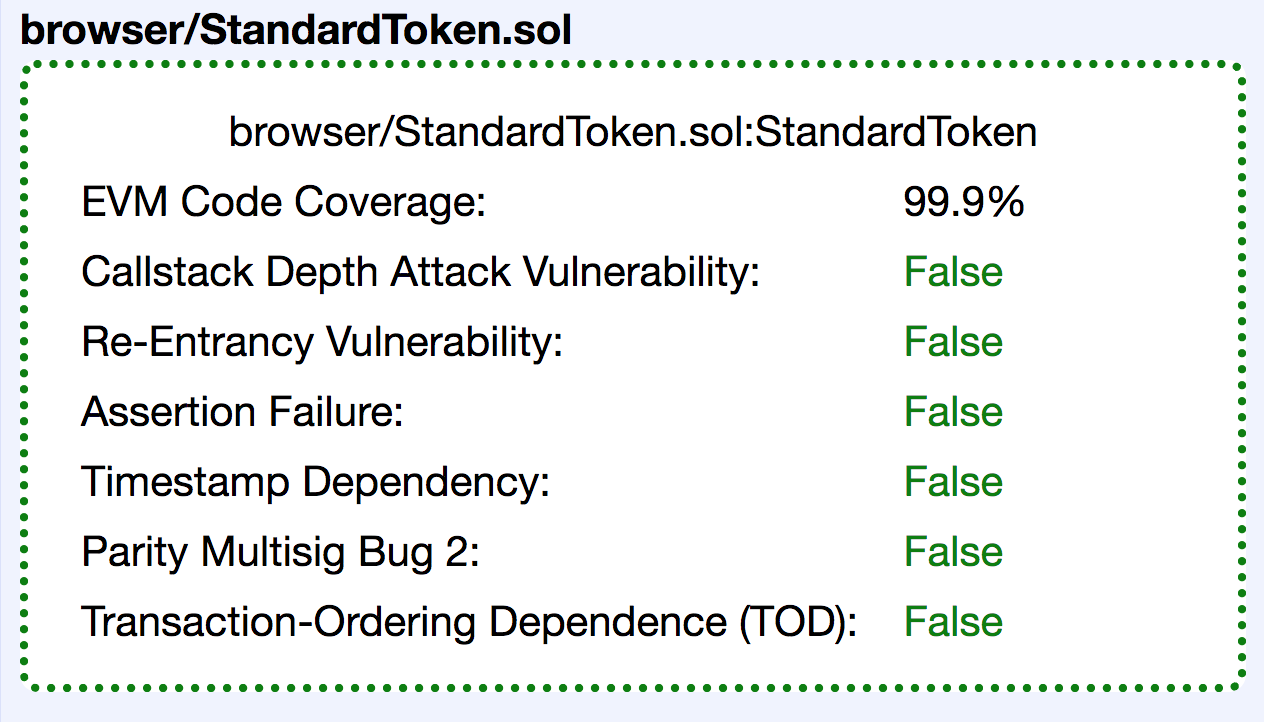 browser/StandardToken.sol
browser/StandardToken.sol:StandardToken
EVM Code Coverage: 99.9%
Callstack Depth Attack Vulnerability: False
Re-Entrancy Vulnerability: False
Assertion Failure: False
Timestamp Dependency: False
Parity Multisig Bug 2: False
Transaction-Ordering Dependence (TOD): False